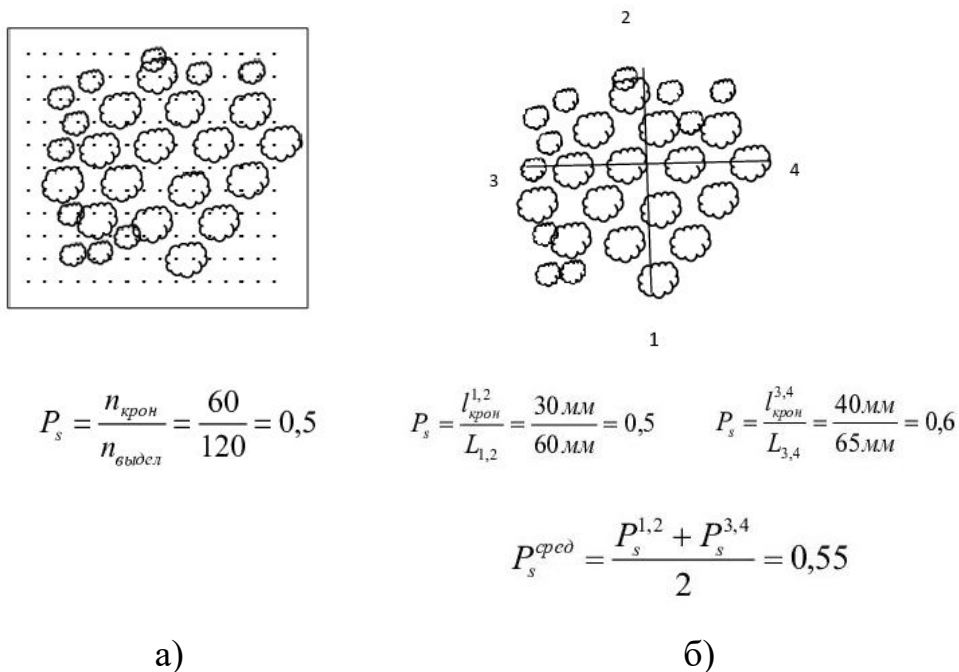 2
3
4
1
P_s = n_крон / n_выдел = 60 / 120 = 0,5
P_s = l_крон^1,2 / L_1,2 = 30 мм / 60 мм = 0,5
P_s = l_крон^3,4 / L_3,4 = 40 мм / 65 мм = 0,6
P_s^сред = (P_s^1,2 + P_s^3,4) / 2 = 0,55
а)
б)